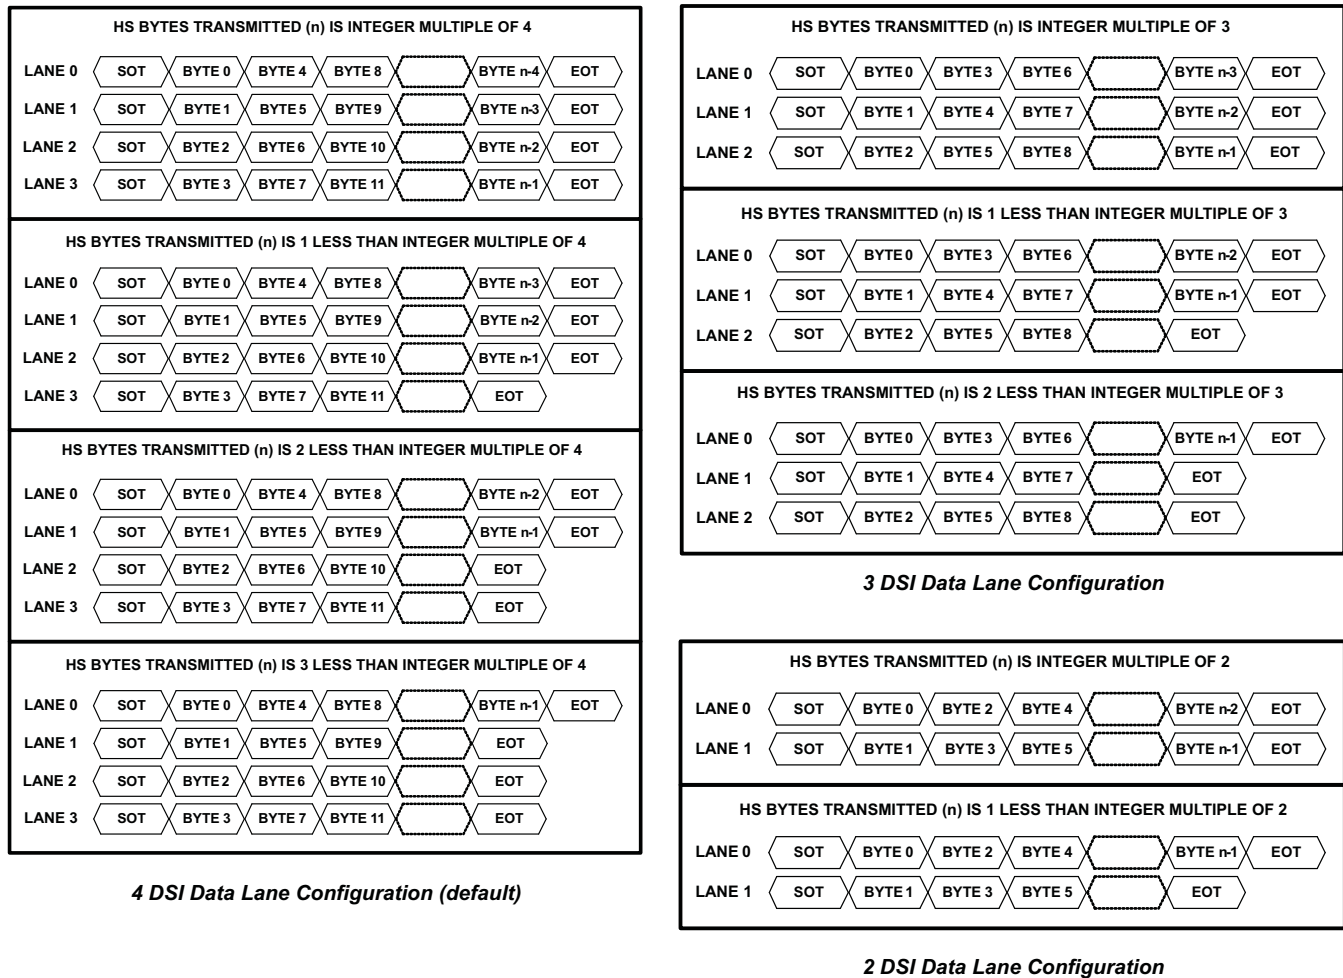 HS BYTES TRANSMITTED (n) IS INTEGER MULTIPLE OF 4
LANE 0 SOT BYTE 0 BYTE 4 BYTE 8 BYTE n-4 EOT
LANE 1 SOT BYTE 1 BYTE 5 BYTE 9 BYTE n-3 EOT
LANE 2 SOT BYTE 2 BYTE 6 BYTE 10 BYTE n-2 EOT
LANE 3 SOT BYTE 3 BYTE 7 BYTE 11 BYTE n-1 EOT
HS BYTES TRANSMITTED (n) IS 1 LESS THAN INTEGER MULTIPLE OF 4
LANE 0 SOT BYTE 0 BYTE 4 BYTE 8 BYTE n-3 EOT
LANE 1 SOT BYTE 1 BYTE 5 BYTE 9 BYTE n-2 EOT
LANE 2 SOT BYTE 2 BYTE 6 BYTE 10 BYTE n-1 EOT
LANE 3 SOT BYTE 3 BYTE 7 BYTE 11 EOT
HS BYTES TRANSMITTED (n) IS 2 LESS THAN INTEGER MULTIPLE OF 4
LANE 0 SOT BYTE 0 BYTE 4 BYTE 8 BYTE n-2 EOT
LANE 1 SOT BYTE 1 BYTE 5 BYTE 9 BYTE n-1 EOT
LANE 2 SOT BYTE 2 BYTE 6 BYTE 10 EOT
LANE 3 SOT BYTE 3 BYTE 7 BYTE 11 EOT
HS BYTES TRANSMITTED (n) IS 3 LESS THAN INTEGER MULTIPLE OF 4
LANE 0 SOT BYTE 0 BYTE 4 BYTE 8 BYTE n-1 EOT
LANE 1 SOT BYTE 1 BYTE 5 BYTE 9 EOT
LANE 2 SOT BYTE 2 BYTE 6 BYTE 10 EOT
LANE 3 SOT BYTE 3 BYTE 7 BYTE 11 EOT
4 DSI Data Lane Configuration (default)
HS BYTES TRANSMITTED (n) IS INTEGER MULTIPLE OF 3
LANE 0 SOT BYTE 0 BYTE 3 BYTE 6 BYTE n-3 EOT
LANE 1 SOT BYTE 1 BYTE 4 BYTE 7 BYTE n-2 EOT
LANE 2 SOT BYTE 2 BYTE 5 BYTE 8 BYTE n-1 EOT
HS BYTES TRANSMITTED (n) IS 1 LESS THAN INTEGER MULTIPLE OF 3
LANE 0 SOT BYTE 0 BYTE 3 BYTE 6 BYTE n-2 EOT
LANE 1 SOT BYTE 1 BYTE 4 BYTE 7 BYTE n-1 EOT
LANE 2 SOT BYTE 2 BYTE 5 BYTE 8 EOT
HS BYTES TRANSMITTED (n) IS 2 LESS THAN INTEGER MULTIPLE OF 3
LANE 0 SOT BYTE 0 BYTE 3 BYTE 6 BYTE n-1 EOT
LANE 1 SOT BYTE 1 BYTE 4 BYTE 7 EOT
LANE 2 SOT BYTE 2 BYTE 5 BYTE 8 EOT
3 DSI Data Lane Configuration
HS BYTES TRANSMITTED (n) IS INTEGER MULTIPLE OF 2
LANE 0 SOT BYTE 0 BYTE 2 BYTE 4 BYTE n-2 EOT
LANE 1 SOT BYTE 1 BYTE 3 BYTE 5 BYTE n-1 EOT
HS BYTES TRANSMITTED (n) IS 1 LESS THAN INTEGER MULTIPLE OF 2
LANE 0 SOT BYTE 0 BYTE 2 BYTE 4 BYTE n-1 EOT
LANE 1 SOT BYTE 1 BYTE 3 BYTE 5 EOT
2 DSI Data Lane Configuration